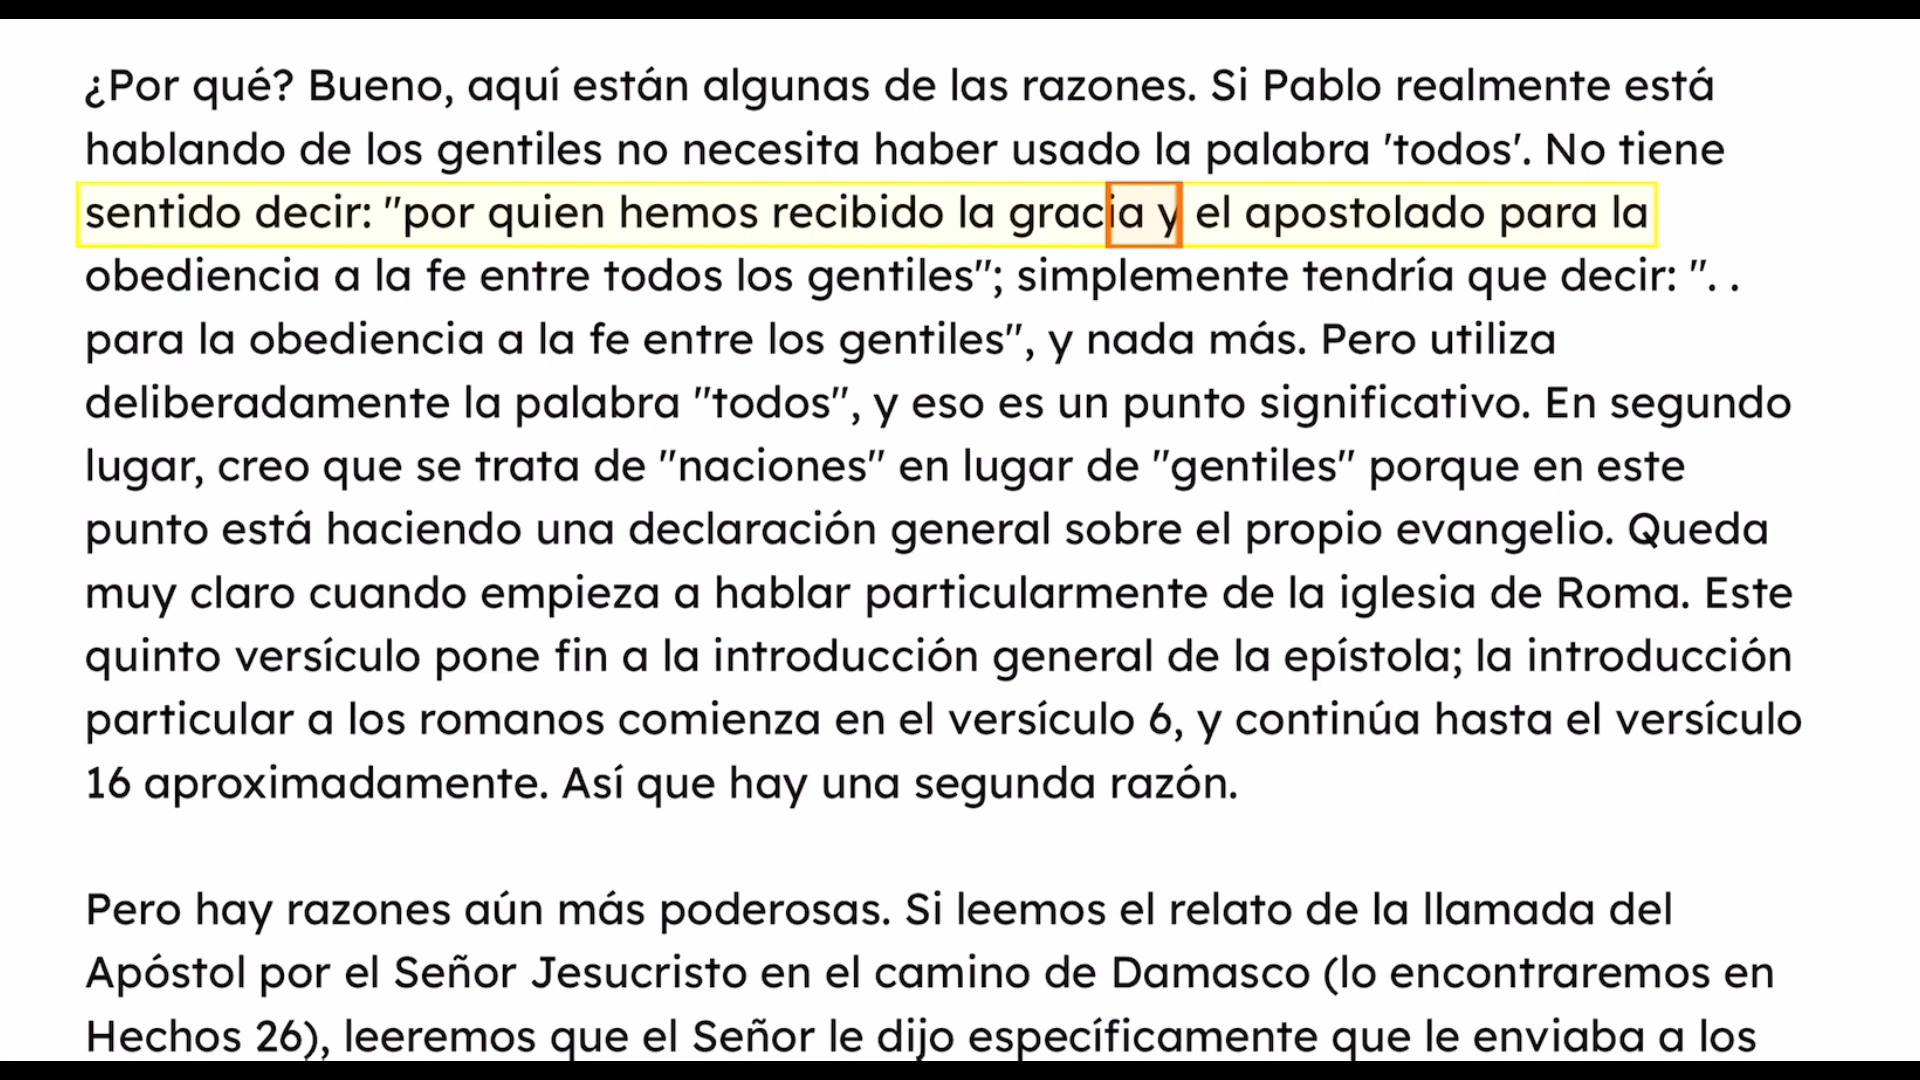 ¿Por qué? Bueno, aquí están algunas de las razones. Si Pablo realmente está
hablando de los gentiles no necesita haber usado la palabra 'todos'. No tiene
sentido decir: "por quien hemos recibido la gracia y el apostolado para la
obediencia a la fe entre todos los gentiles"; simplemente tendría que decir: ". .
para la obediencia a la fe entre los gentiles", y nada más. Pero utiliza
deliberadamente la palabra "todos", y eso es un punto significativo. En segundo
lugar, creo que se trata de "naciones" en lugar de "gentiles" porque en este
punto está haciendo una declaración general sobre el propio evangelio. Queda
muy claro cuando empieza a hablar particularmente de la iglesia de Roma. Este
quinto versículo pone fin a la introducción general de la epístola; la introducción
particular a los romanos comienza en el versículo 6, y continúa hasta el versículo
16 aproximadamente. Así que hay una segunda razón.
Pero hay razones aún más poderosas. Si leemos el relato de la llamada del
Apóstol por el Señor Jesucristo en el camino de Damasco (lo encontraremos en
Hechos 26), leeremos que el Señor le dijo específicamente que le enviaba a los